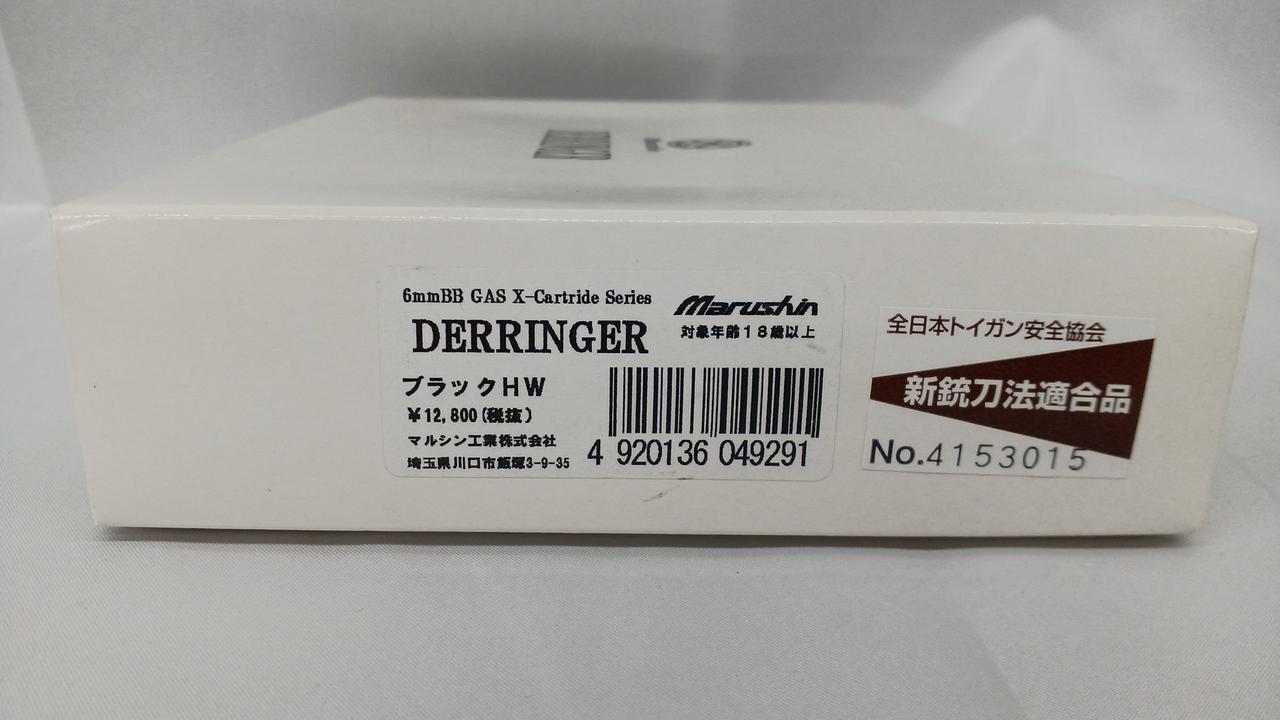 6mmBB GAS X-Cartride Series
Marushin
DERRINGER
対象年齢18歳以上
ブラックHW
¥12,800(税抜)
マルシン工業株式会社
埼玉県川口市飯塚3-9-35
4 920136 049291
全日本トイガン安全協会
新銃刀法適合品
No.4153015